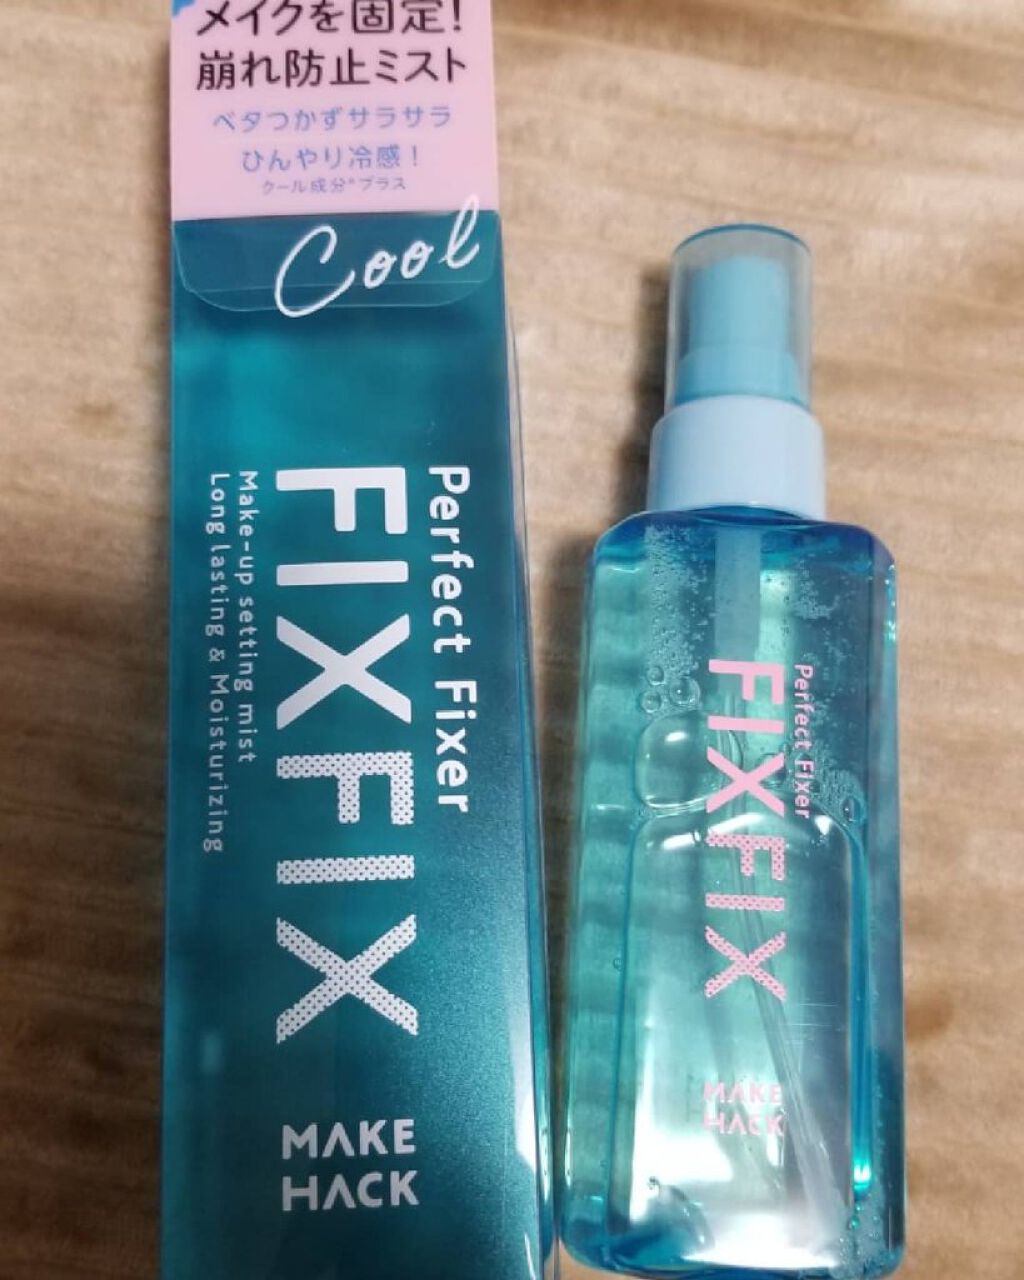 メイクを固定!
崩れ防止ミスト
ベタつかずサラサラ
ひんやり冷感!
クール成分*プラス
Cool
Perfect Fixer
FIXFIX
Make-up setting mist
Long lasting & Moisturizing
MAKE
HACK
Perfect Fixer
FIXFIX
MAKE
HACK